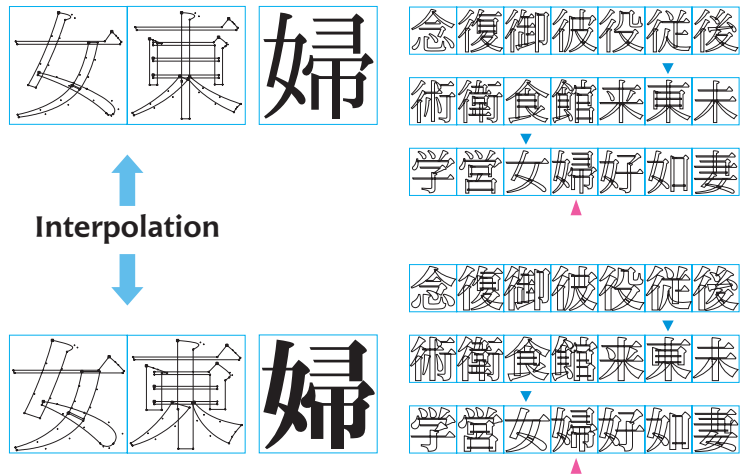 女東婦
念復御彼役従後
術衛食館来東未
学営女婦好如妻
Interpolation
女東婦
念復御彼役従後
術衛食館来東未
学営女婦好如妻